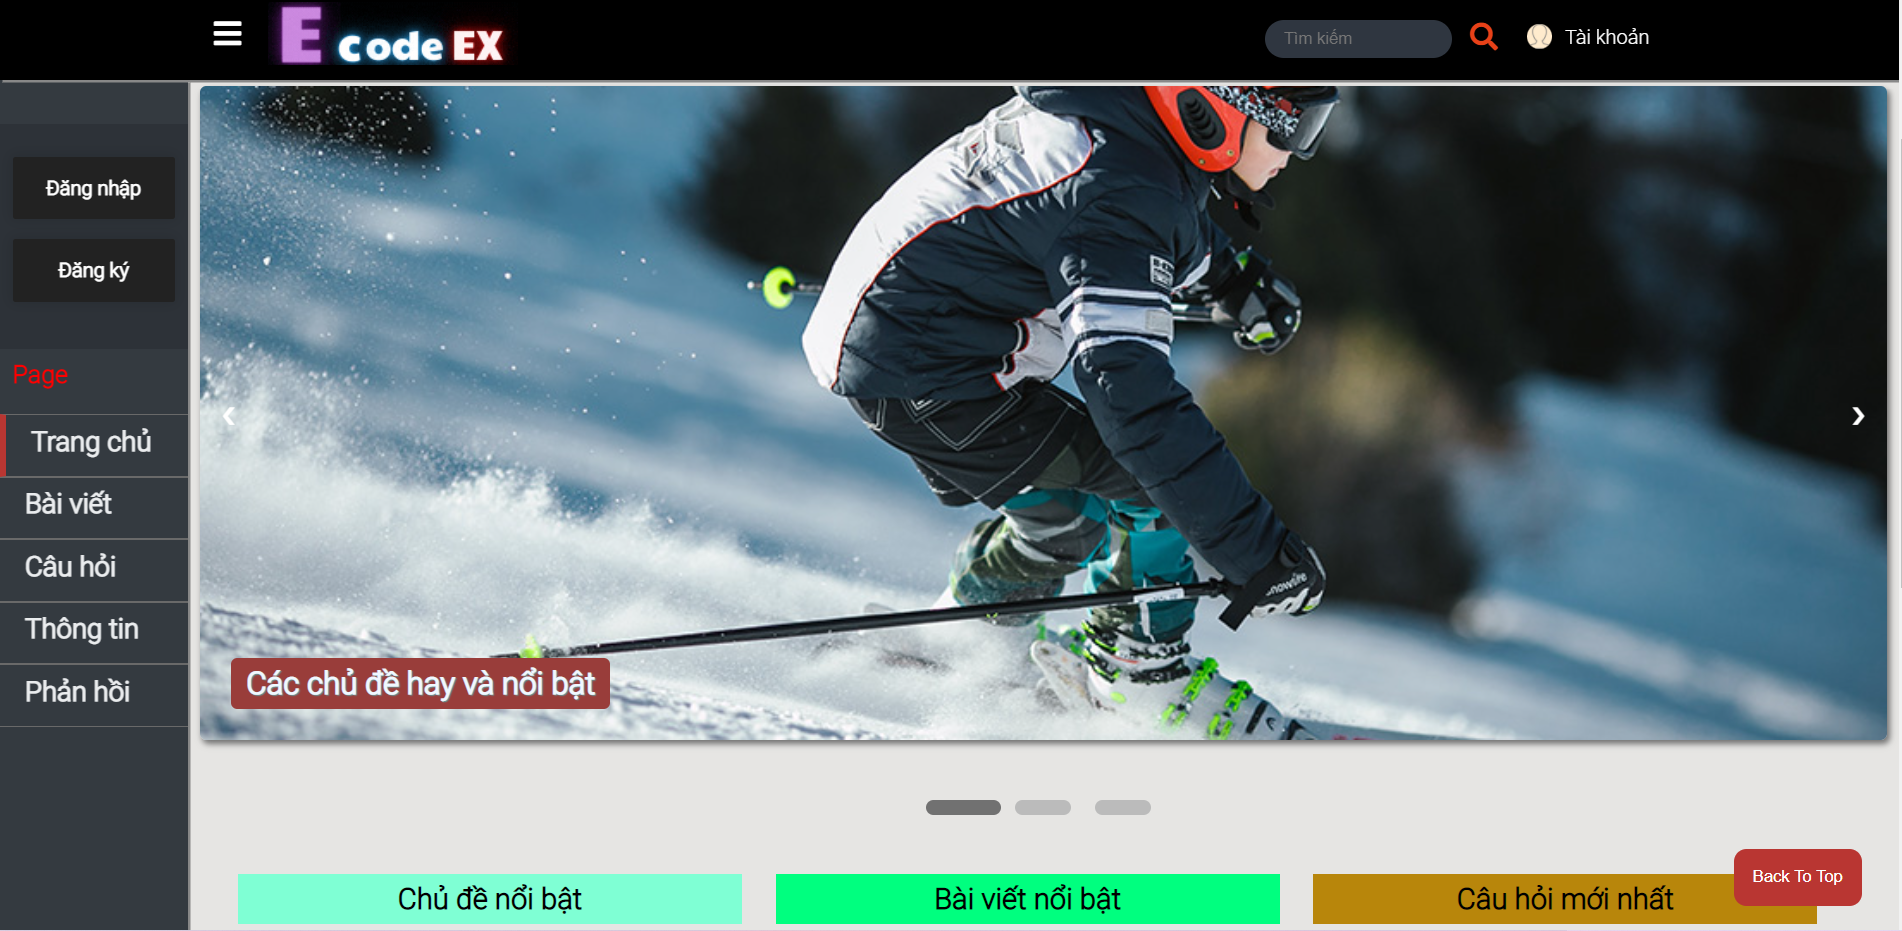 E code EX
Tìm kiếm
Tài khoản
Đăng nhập
Đăng ký
Page
Trang chủ
Bài viết
Câu hỏi
Thông tin
Phản hồi
snowlife
Các chủ đề hay và nổi bật
Chủ đề nổi bật
Bài viết nổi bật
Câu hỏi mới nhất
Back To Top